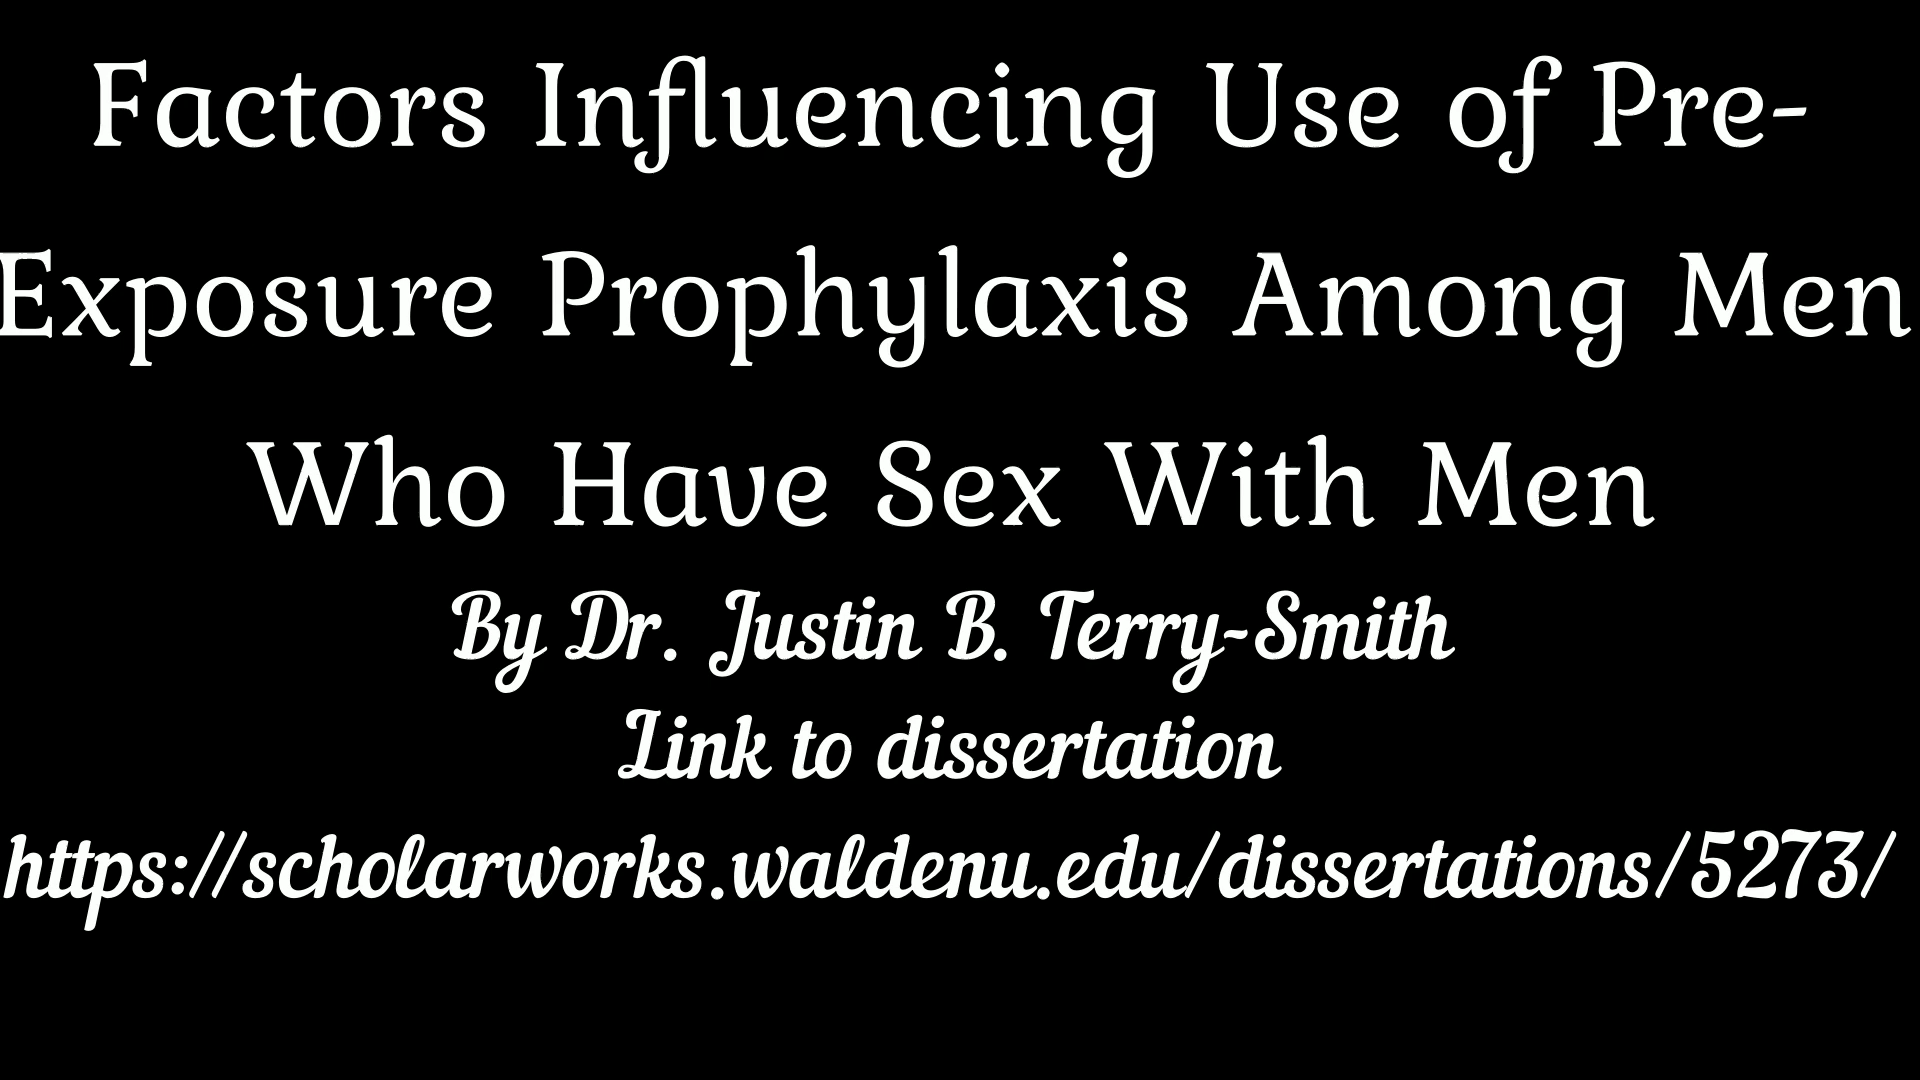 Factors Influencing Use of Pre-
Exposure Prophylaxis Among Men
Who Have Sex With Men
By Dr. Justin B. Terry-Smith
Link to dissertation
https://scholarworks.waldenu.edu/dissertations/5273/